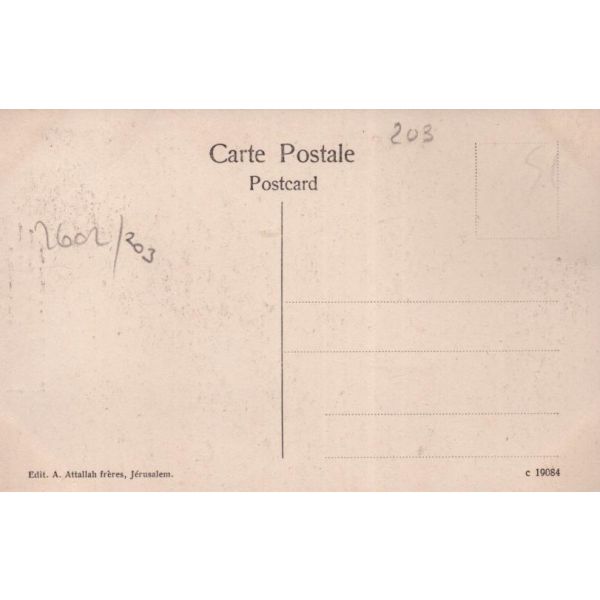 203
Carte Postale
Postcard
2602/203
Edit. A. Attallah frères, Jérusalem.
c 19084